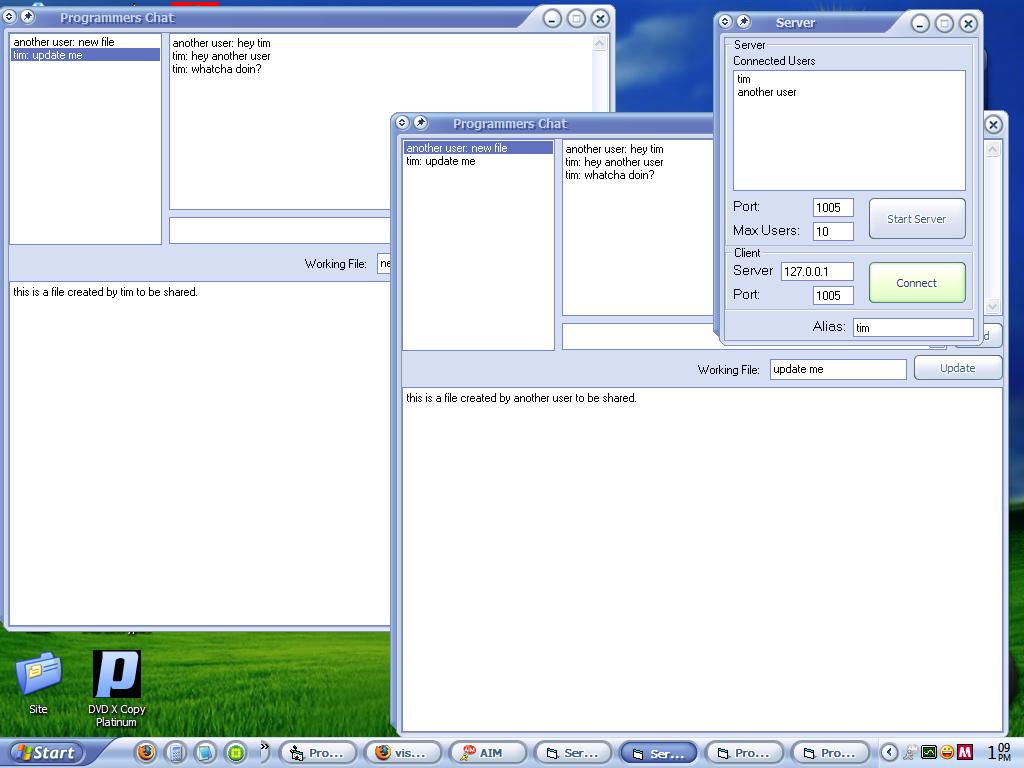 Programmers Chat
another user: new file
tim: update me
another user: hey tim
tim: hey another user
tim: whatcha doin?
Working File:
this is a file created by tim to be shared.
Programmers Chat
another user: new file
tim: update me
another user: hey tim
tim: hey another user
tim: whatcha doin?
Working File: update me Update
this is a file created by another user to be shared.
Server
Server
Connected Users
tim
another user
Port: 1005
Max Users: 10
Start Server
Client
Server 127.0.0.1
Port: 1005
Connect
Alias: tim
Site
DVD X Copy
Platinum
Start
Pro...
vis...
AIM
Ser...
Ser...
Pro...
Pro...
1 09 PM